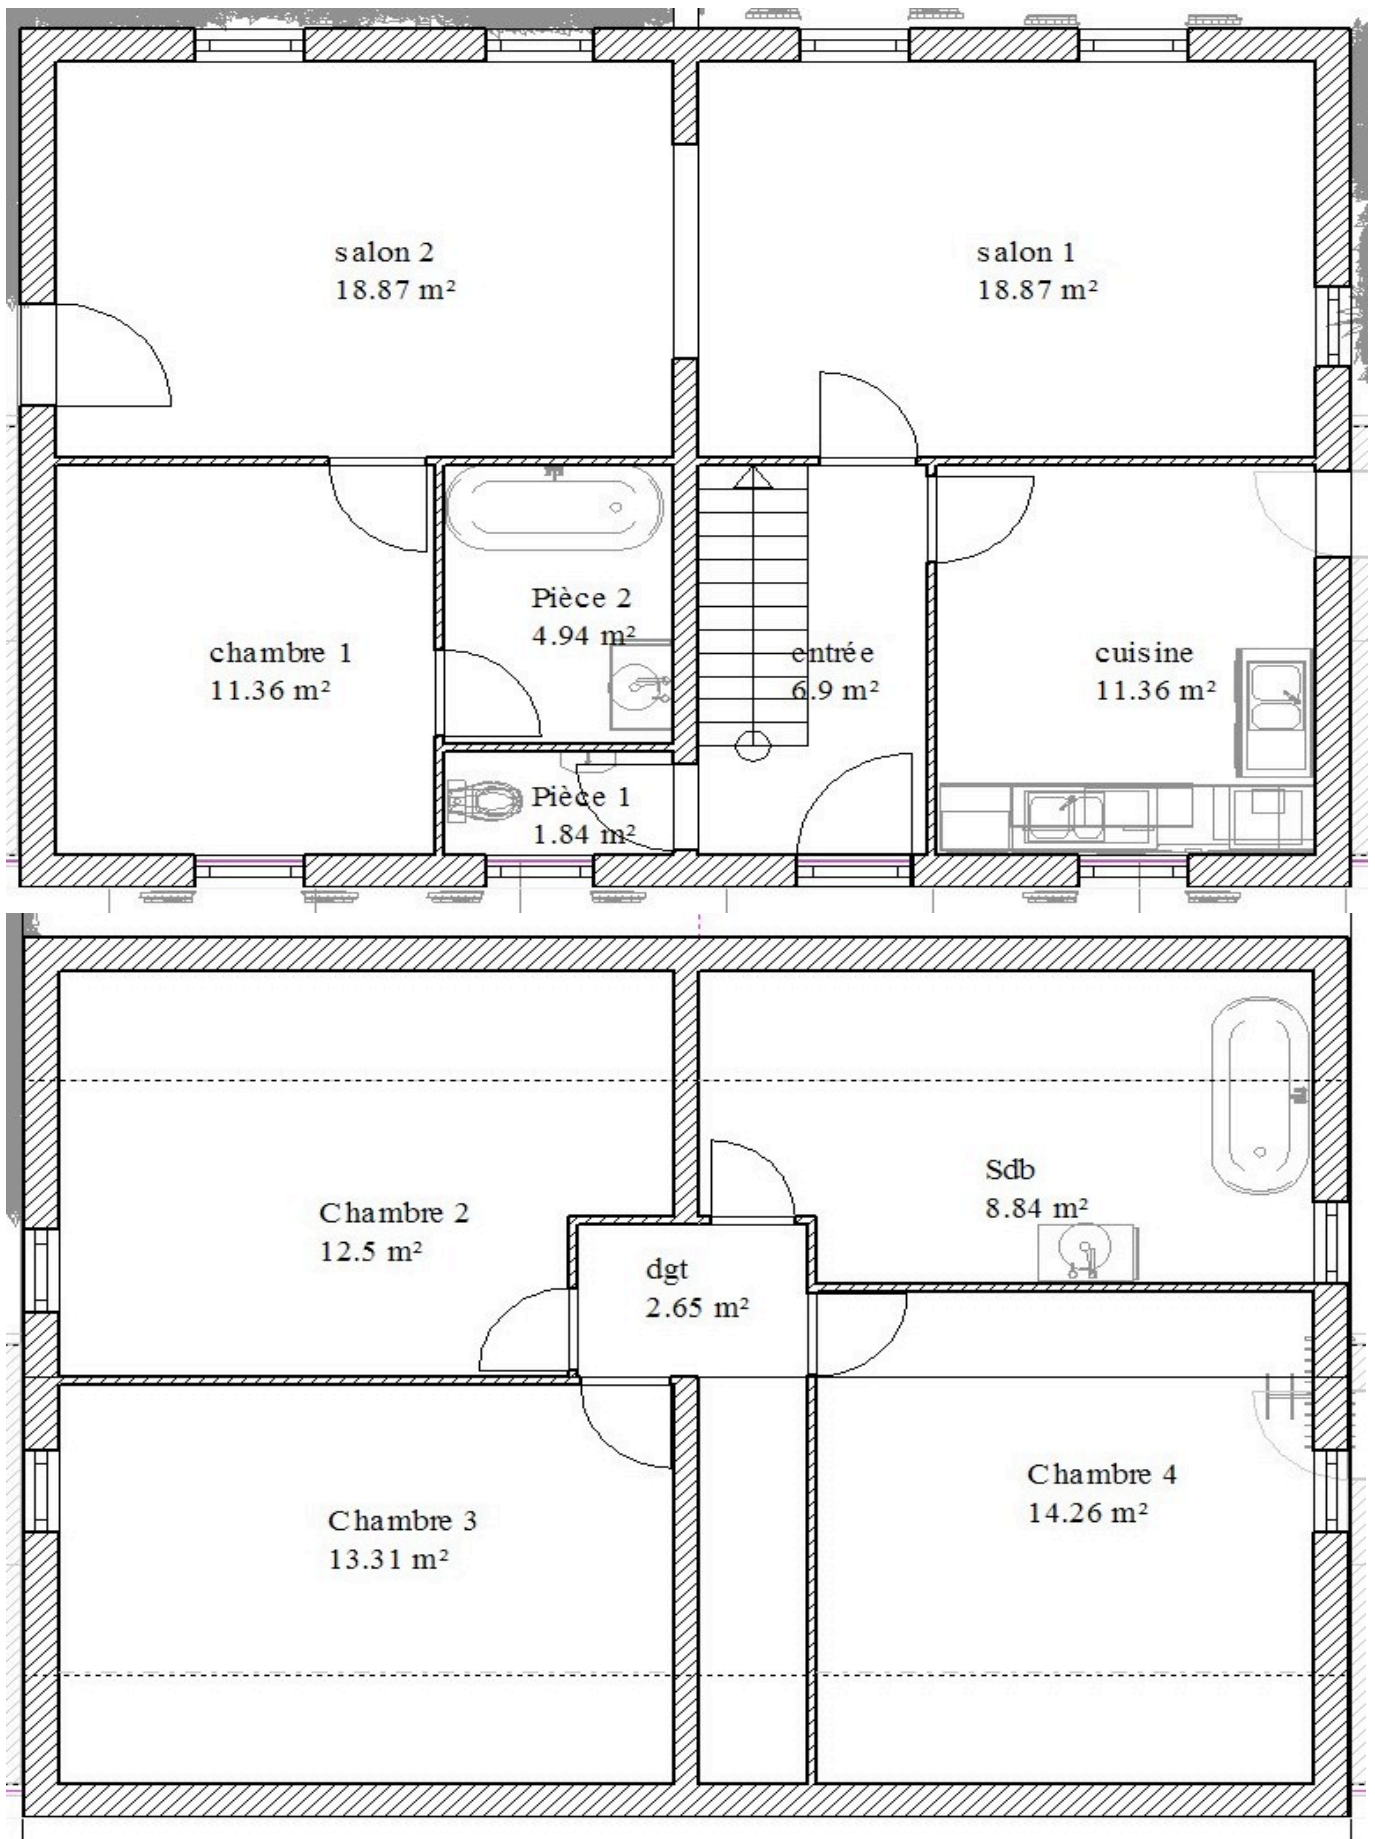 salon 2
18.87 m²
salon 1
18.87 m²
Pièce 2
4.94 m²
chambre 1
11.36 m²
entrée
6.9 m²
cuisine
11.36 m²
Pièce 1
1.84 m²
Sdb
8.84 m²
Chambre 2
12.5 m²
dgt
2.65 m²
Chambre 4
14.26 m²
Chambre 3
13.31 m²